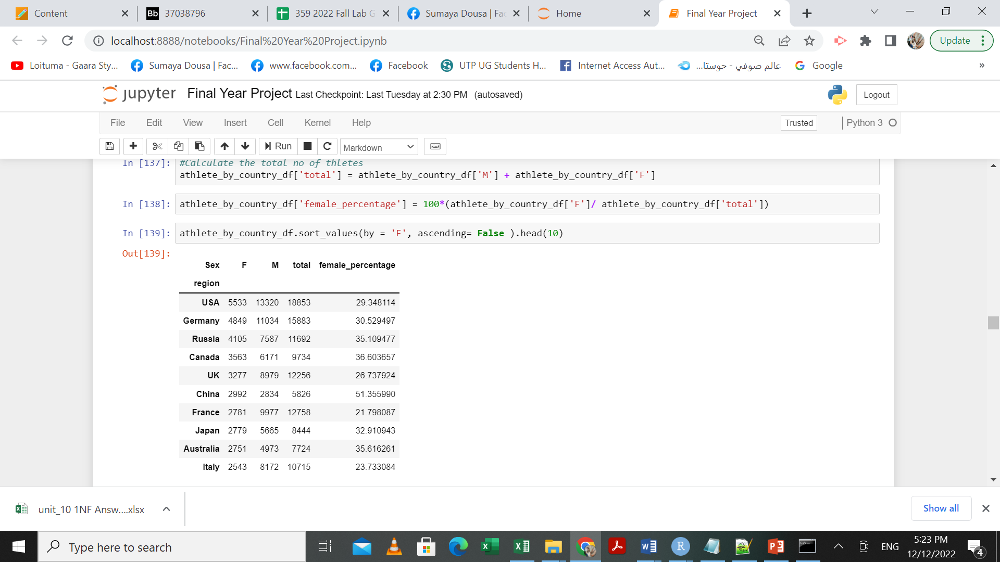 Content
37038796
359 2022 Fall Lab G
Sumaya Dousa | Fac
Home
Final Year Project
localhost:8888/notebooks/Final%20Year%20Project.ipynb
Update
Loituma - Gaara Sty...
Sumaya Dousa | Fac...
www.facebook.com...
Facebook
UTP UG Students H...
Internet Access Aut...
عالم صوفي - جوستا...
Google
»
jupyter Final Year Project Last Checkpoint: Last Tuesday at 2:30 PM (autosaved)
Logout
File Edit View Insert Cell Kernel Help
Trusted
Python 3
Run
Markdown
In [137]: #Calculate the total no of thletes
athlete_by_country_df['total'] = athlete_by_country_df['M'] + athlete_by_country_df['F']
In [138]: athlete_by_country_df['female_percentage'] = 100*(athlete_by_country_df['F']/ athlete_by_country_df['total'])
In [139]: athlete_by_country_df.sort_values(by = 'F', ascending= False ).head(10)
Out[139]:
Sex F M total female_percentage
region
USA 5533 13320 18853 29.348114
Germany 4849 11034 15883 30.529497
Russia 4105 7587 11692 35.109477
Canada 3563 6171 9734 36.603657
UK 3277 8979 12256 26.737924
China 2992 2834 5826 51.355990
France 2781 9977 12758 21.798087
Japan 2779 5665 8444 32.910943
Australia 2751 4973 7724 35.616261
Italy 2543 8172 10715 23.733084
unit_10 1NF Answ....xlsx
Show all
Type here to search
ENG
5:23 PM
12/12/2022
4